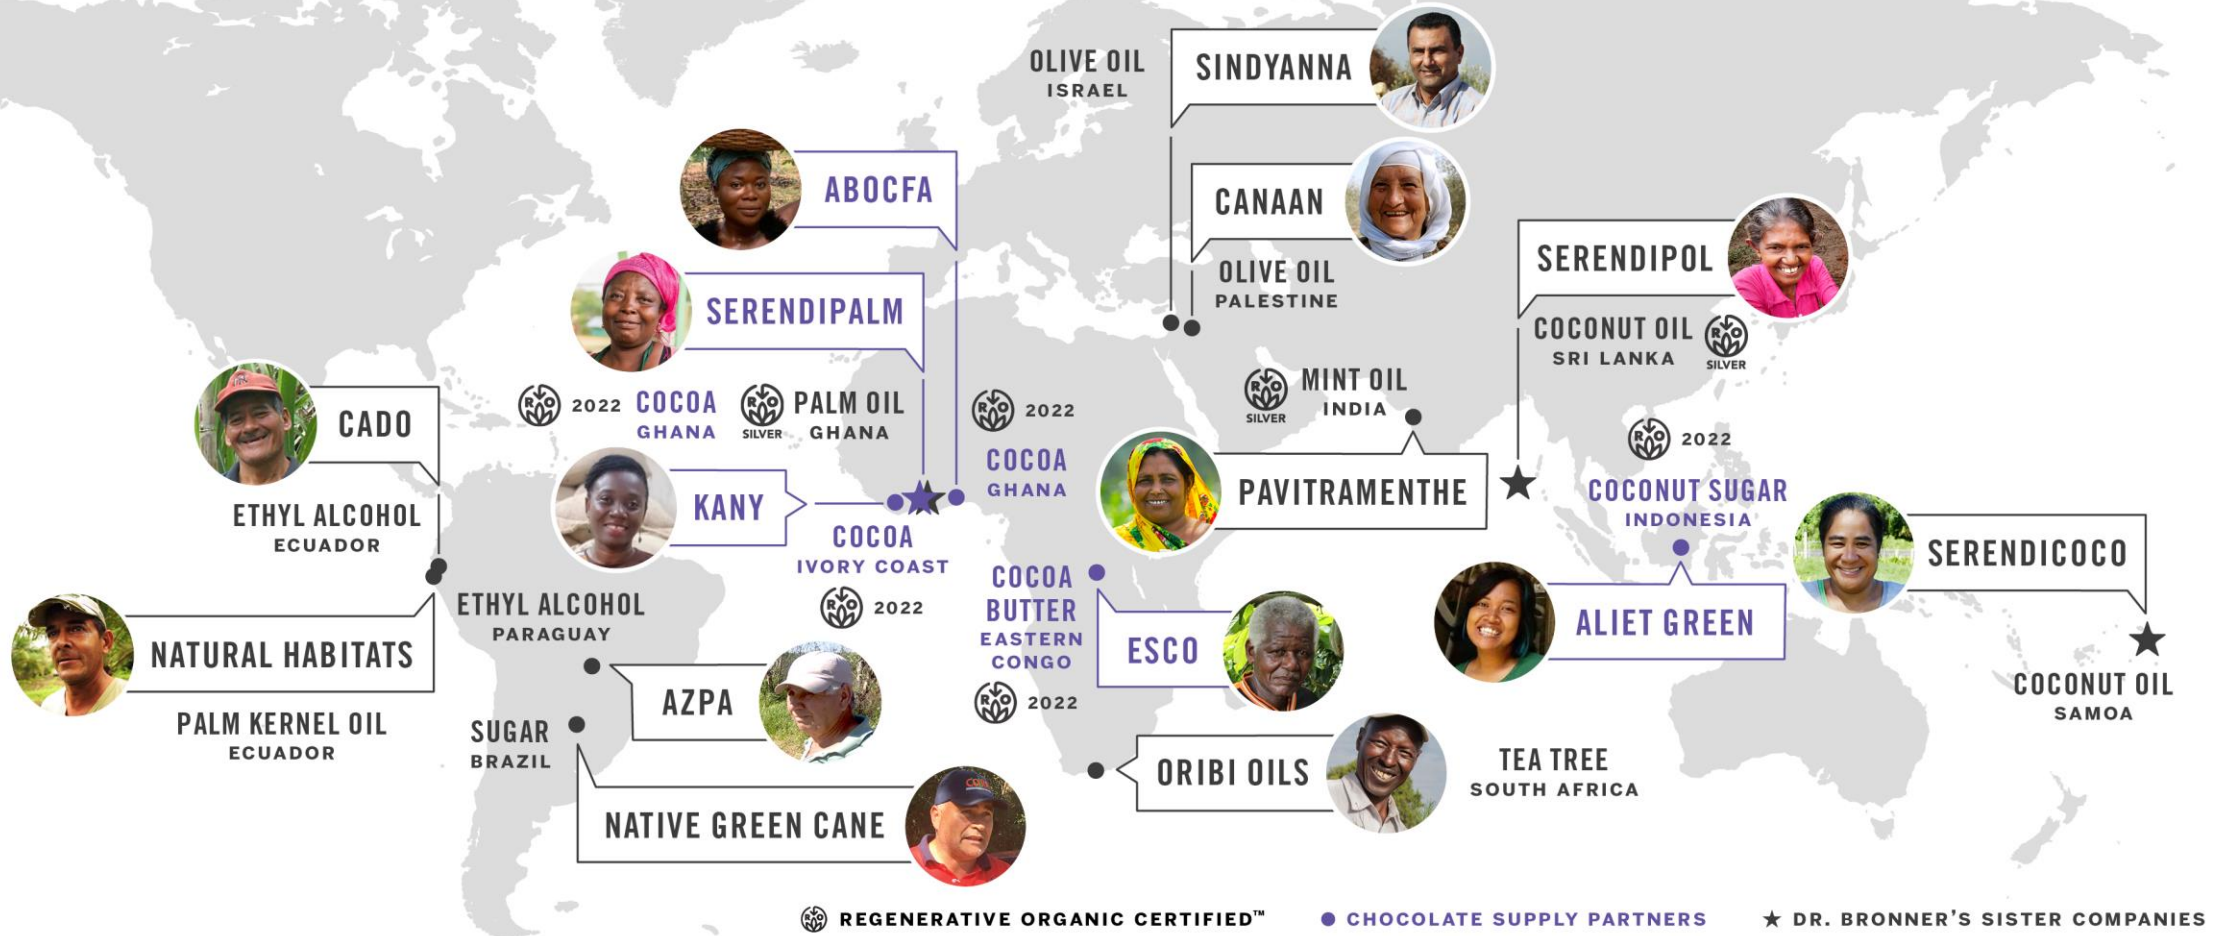 OLIVE OIL
ISRAEL
SINDYANNA
ABOCFA
CANAAN
OLIVE OIL
PALESTINE
SERENDIPOL
COCONUT OIL
SRI LANKA
SILVER
SERENDIPALM
2022
COCOA
GHANA
SILVER
PALM OIL
GHANA
2022
COCOA
GHANA
SILVER
MINT OIL
INDIA
PAVITRAMENTHE
CADO
ETHYL ALCOHOL
ECUADOR
KANY
COCOA
IVORY COAST
2022
2022
COCONUT SUGAR
INDONESIA
ALIET GREEN
SERENDICOCO
COCONUT OIL
SAMOA
NATURAL HABITATS
PALM KERNEL OIL
ECUADOR
ETHYL ALCOHOL
PARAGUAY
AZPA
COCOA
BUTTER
EASTERN
CONGO
2022
ESCO
SUGAR
BRAZIL
NATIVE GREEN CANE
ORIBI OILS
TEA TREE
SOUTH AFRICA
REGENERATIVE ORGANIC CERTIFIED™
CHOCOLATE SUPPLY PARTNERS
DR. BRONNER'S SISTER COMPANIES